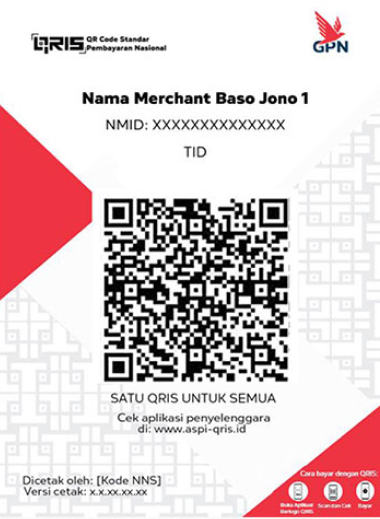 QRIS QR Code Standar
Pembayaran Nasional
GPN
Nama Merchant Baso Jono 1
NMID: XXXXXXXXXXXXXXX
TID
SATU QRIS UNTUK SEMUA
Cek aplikasi penyelenggara
di: www.aspi-qris.id
Dicetak oleh: [Kode NNS]
Versi cetak: x.x.xx.xx.xx
Cara bayar dengan QRIS:
Buka Aplikasi
Berlogo QRIS
Scan dan Cek
Bayar